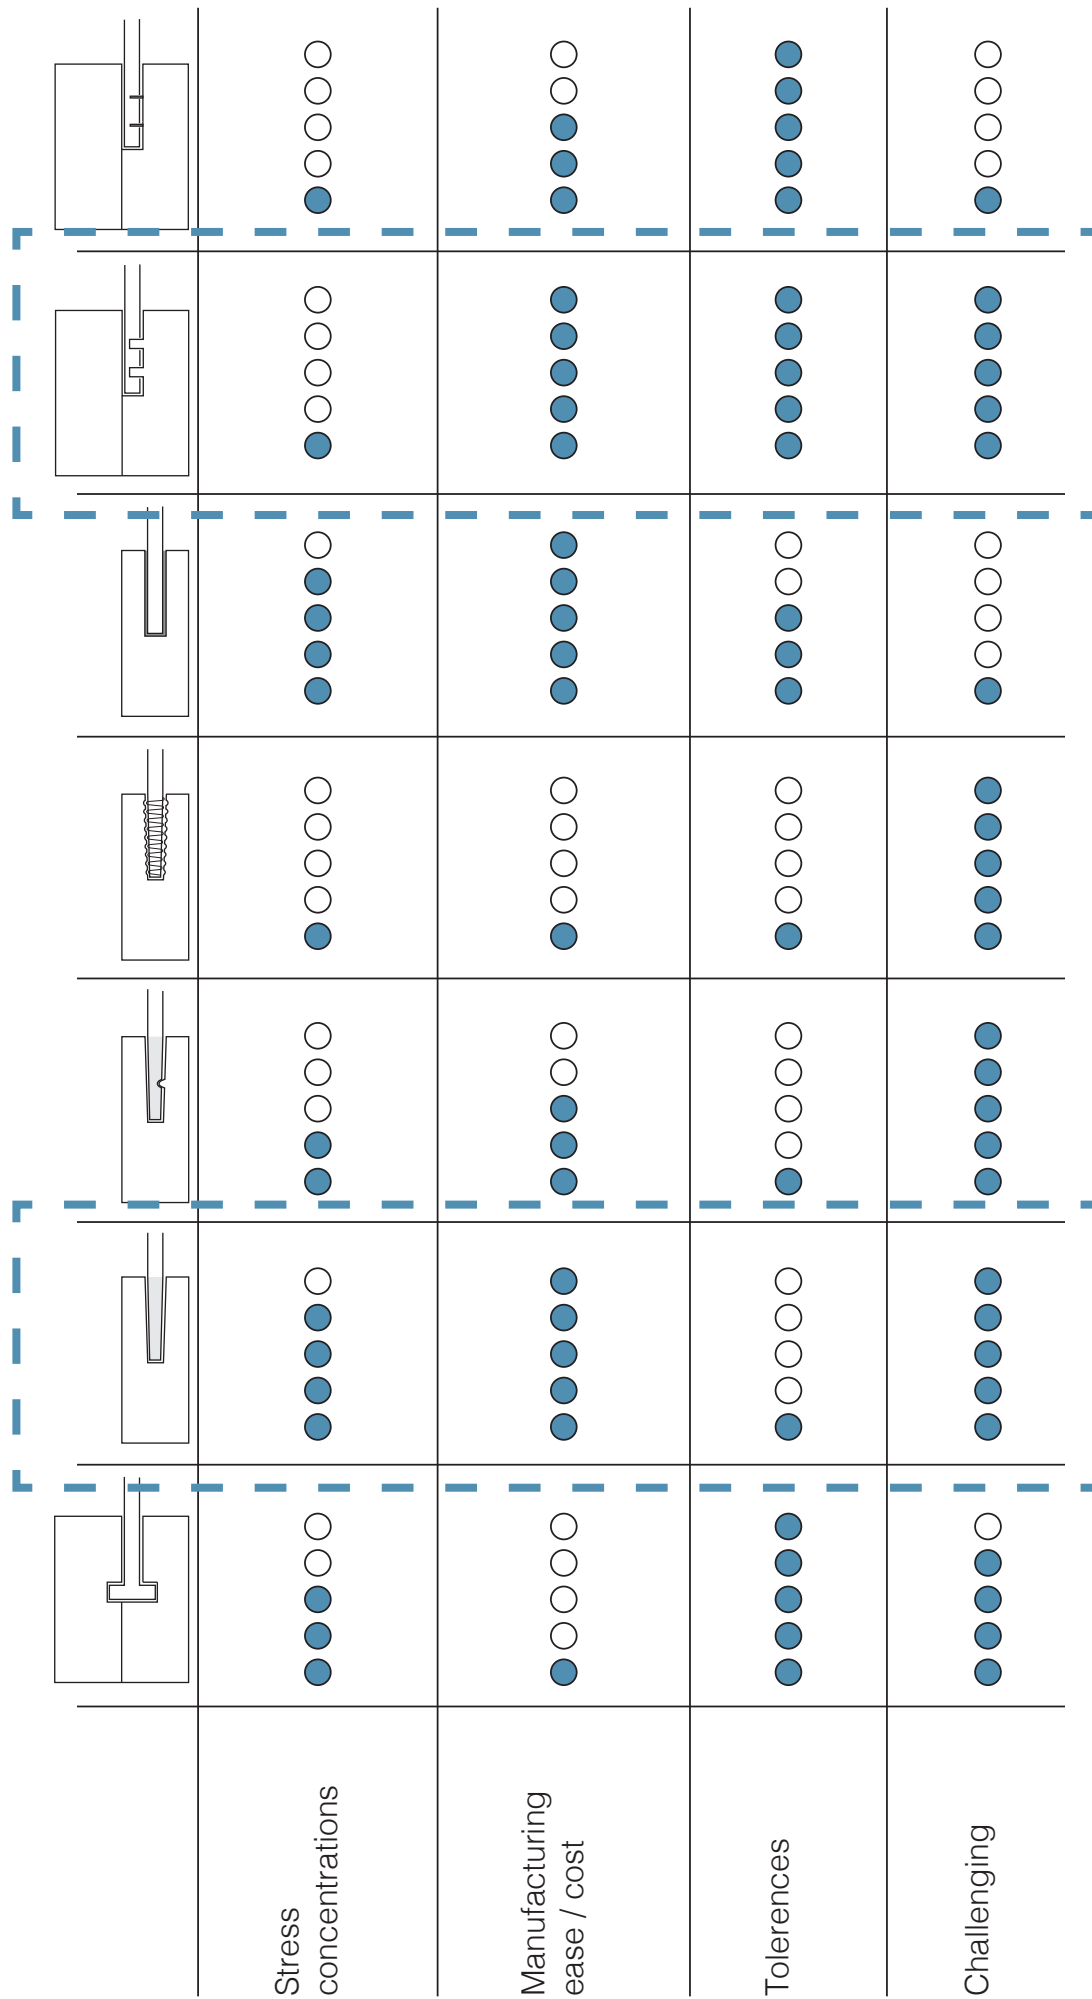 Stress
concentrations
Manufacturing
ease / cost
Tolerences
Challenging